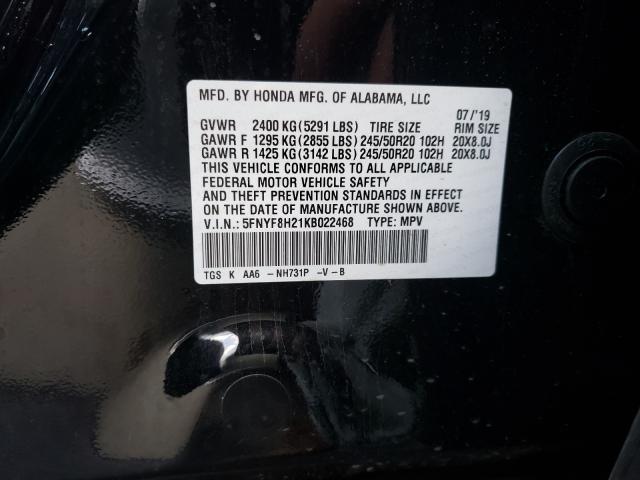 MFD. BY HONDA MFG. OF ALABAMA, LLC 07/'19
GVWR 2400 KG(5291 LBS) TIRE SIZE RIM SIZE
GAWR F 1295 KG(2855 LBS) 245/50R20 102H 20X8.0J
GAWR R 1425 KG(3142 LBS) 245/50R20 102H 20X8.0J
THIS VEHICLE CONFORMS TO ALL APPLICABLE
FEDERAL MOTOR VEHICLE SAFETY
AND THEFT PREVENTION STANDARDS IN EFFECT
ON THE DATE OF MANUFACTURE SHOWN ABOVE.
V.I.N.: 5FNYF8H21KB022468 TYPE: MPV
TGS K AA6 -NH731P -V-B